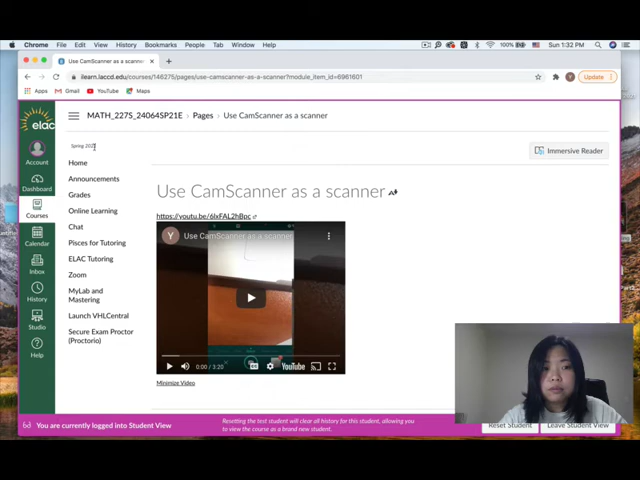 Chrome File Edit View History Bookmarks People Tab Window Help 100% Sun 1:32 PM
Use CamScanner as a scanner
ilearn.laccd.edu/courses/146275/pages/use-camscanner-as-a-scanner?module_item_id=6961601
Y
Update
Apps Gmail YouTube Maps
elac
MATH_227S_24064SP21E > Pages > Use CamScanner as a scanner
Spring 2021
Immersive Reader
Account
Dashboard
Courses
Calendar
Inbox
History
Studio
Help
Home
Announcements
Grades
Online Learning
Chat
Pisces for Tutoring
ELAC Tutoring
Zoom
MyLab and
Mastering
Launch VHLCentral
Secure Exam Proctor
(Proctorio)
Use CamScanner as a scanner
Y Use CamScanner as a scanner
0:00 / 3:20
YouTube
Minimize Video
You are currently logged into Student View
Resetting the test student will clear all history for this student, allowing
you to view the course as a brand new student.
Reset Student
Leave Student View